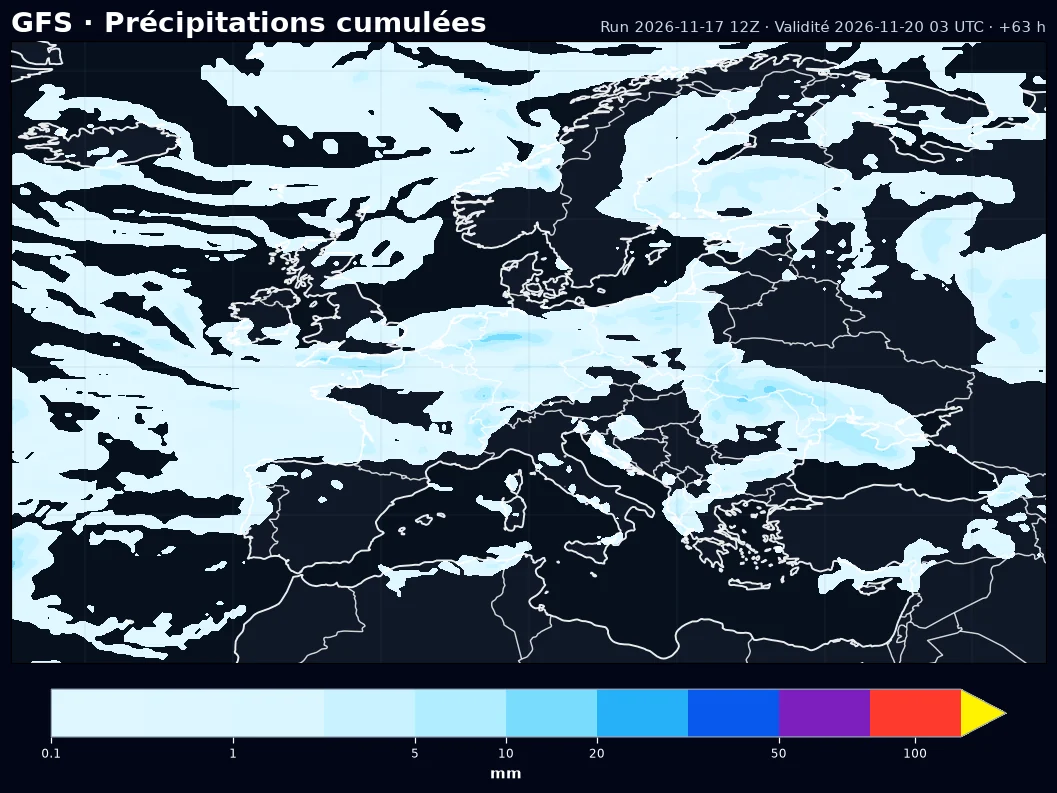 GFS · Précipitations cumulées
Run 2026-11-17 12Z · Validité 2026-11-20 03 UTC · +63 h
0.1 1 5 10 20 50 100
mm